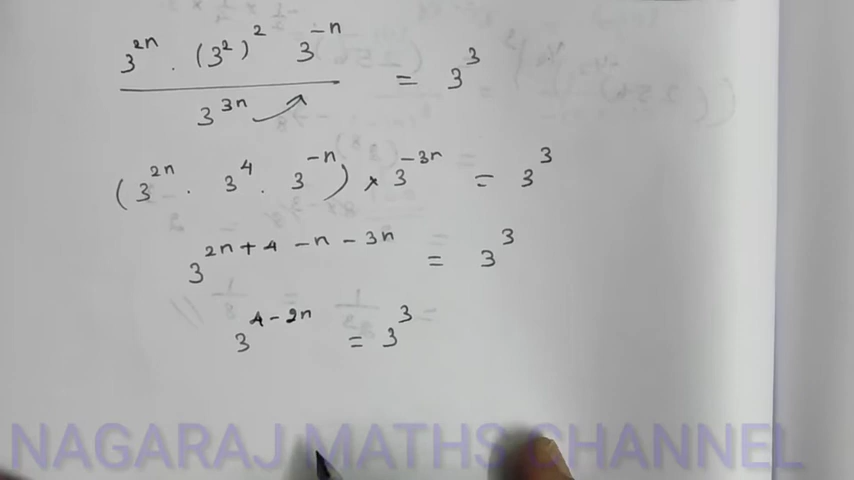 3^{2n} . (3^2)^2 3^{-n} / 3^{3n} = 3^3
(3^{2n} . 3^4 . 3^{-n}) × 3^{-3n} = 3^3
3^{2n + 4 - n - 3n} = 3^3
3^{4 - 2n} = 3^3
NAGARAJ MATHS CHANNEL